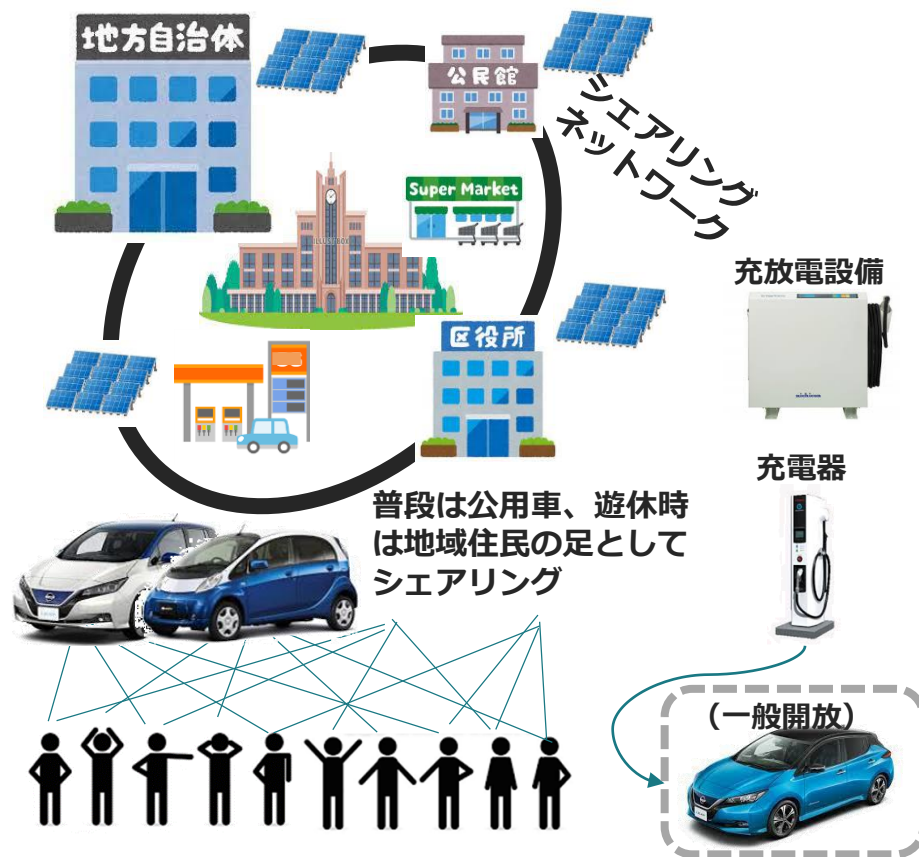 地方自治体
公民館
シェアリング
ネットワーク
Super Market
充放電設備
区役所
nichicon
充電器
普段は公用車、遊休時
は地域住民の足として
シェアリング
(一般開放)